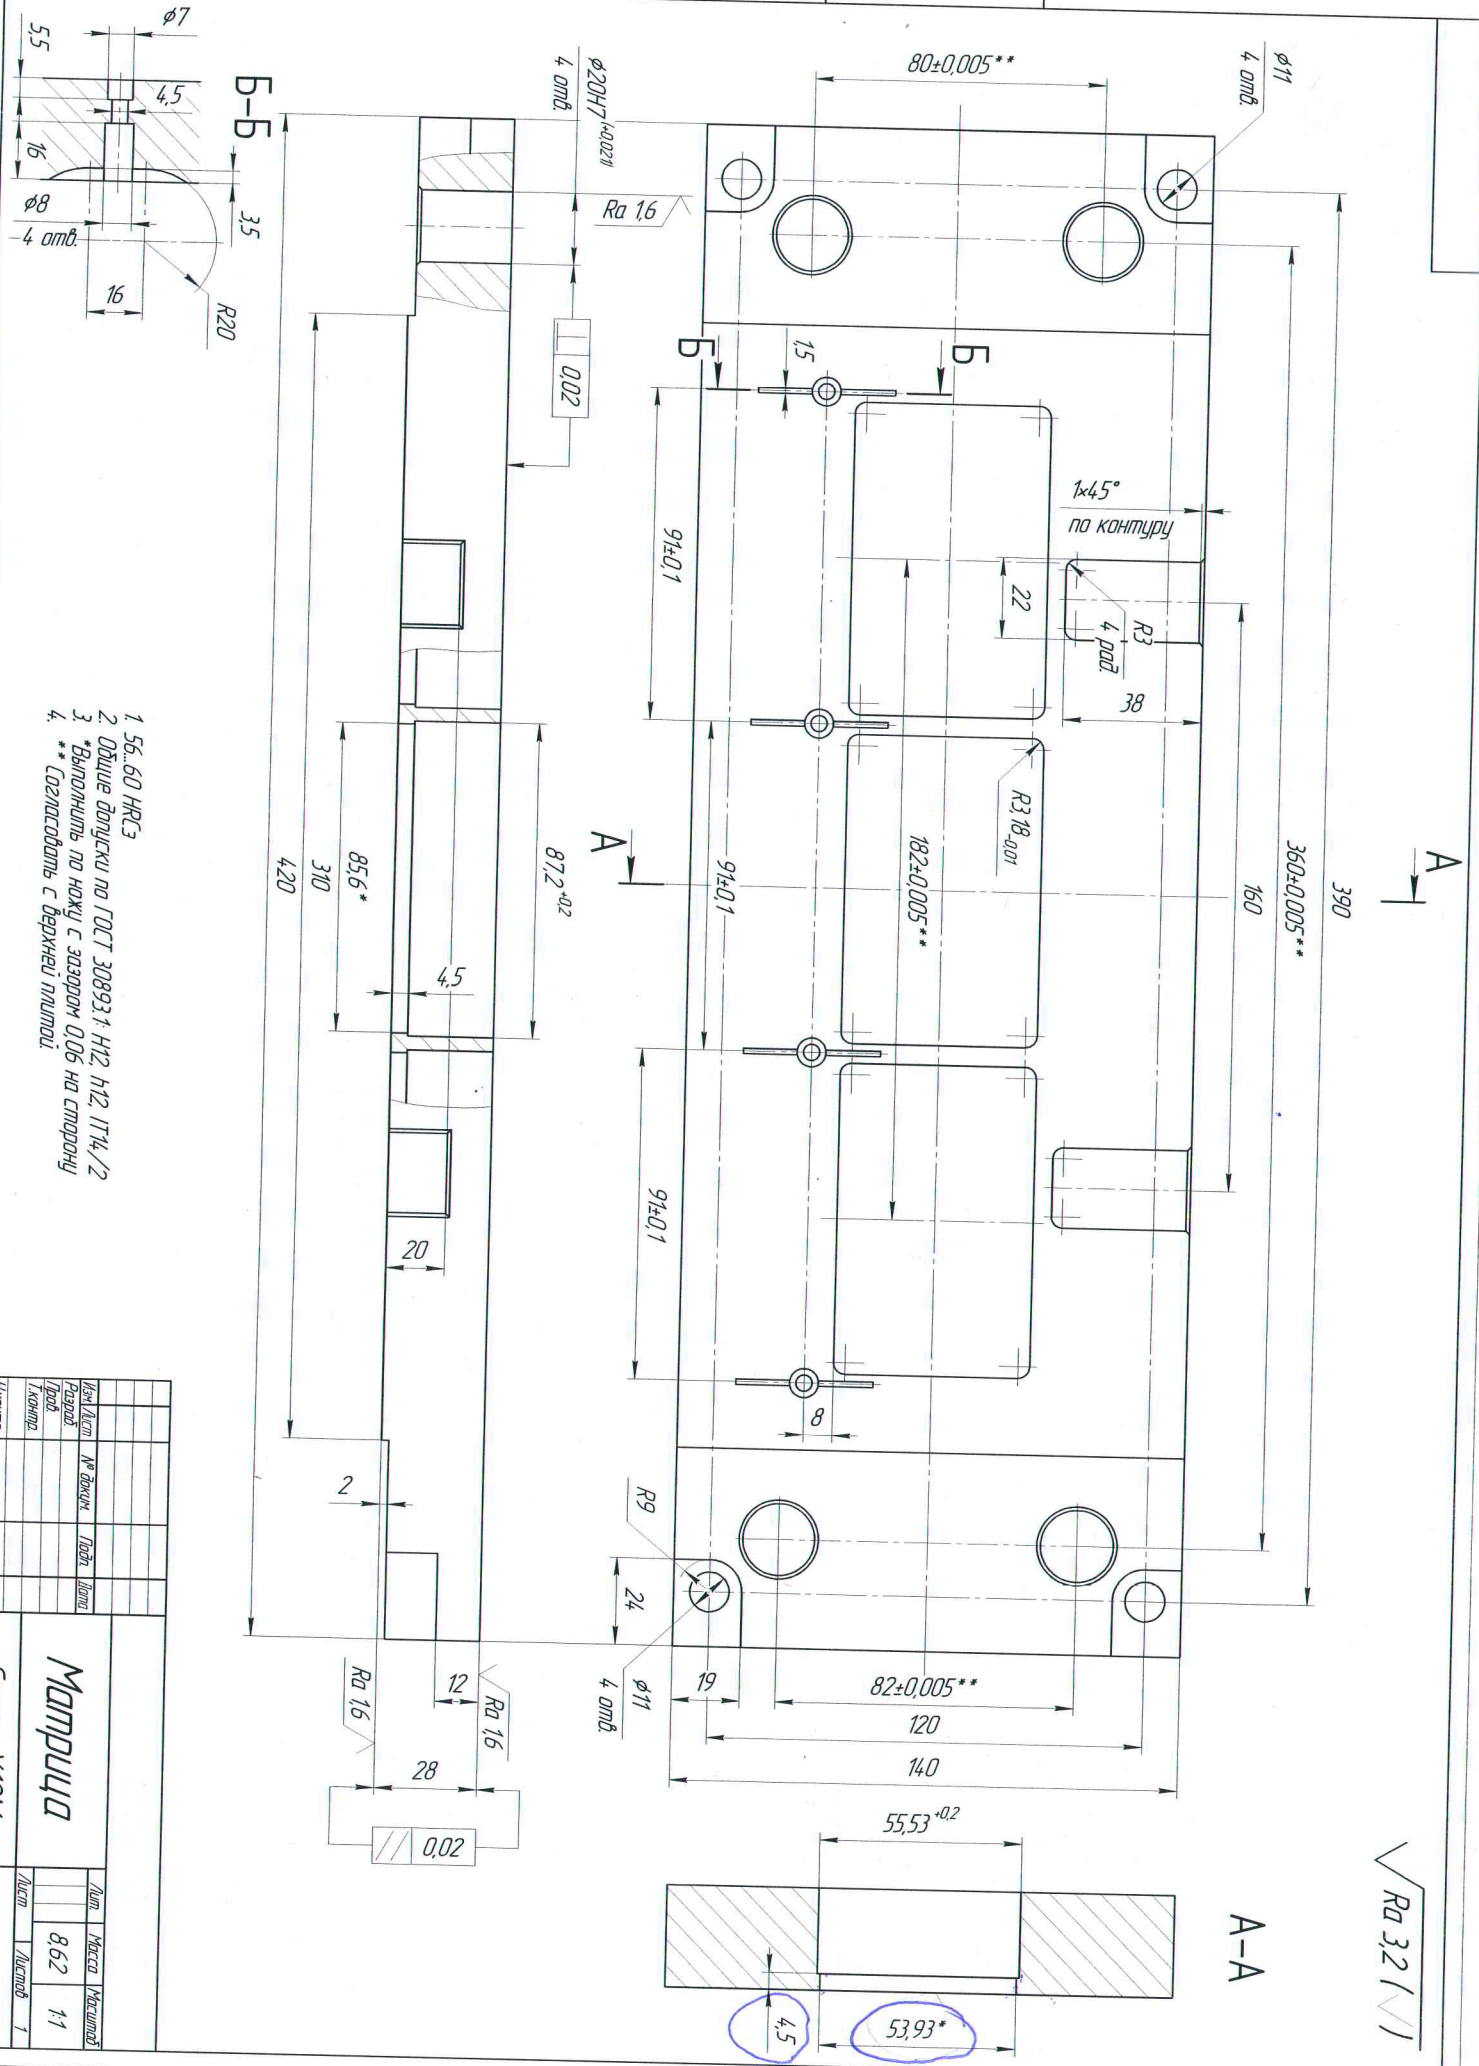 √Ra 3,2 (√)
А
390
360±0,005**
160
⌀11
4 отв.
80±0,005**
1×45°
по контуру
R3
4 рад.
22
38
R3,18-0,01
182±0,005**
Б
Б
1,5
91±0,1
91±0,1
91±0,1
А
8
R9
24
⌀11
4 отв.
19
82±0,005**
120
140
А-А
55,53+0,2
53,93*
4,5
⌀20H7(+0,021)
4 отв.
Ra 1,6
⊥ 0,02
87,2+0,2
4,5
85,6*
310
420
20
2
12
Ra 1,6
Ra 1,6
28
// 0,02
Б-Б
⌀7
5,5
4,5
16
3,5
⌀8
4 отв.
16
R20
1. 56...60 HRCэ
2. Общие допуски по ГОСТ 30893.1: H12, h12, IT14/2
3. *Выполнить по ножу с зазором 0,06 на сторону
4. ** Согласовать с верхней плитой.
Изм. Лист № докум. Подп. Дата
Разраб.
Пров.
Т.контр.
Матрица
Лит. Масса Масштаб
8,62 1:1
Лист Листов 1